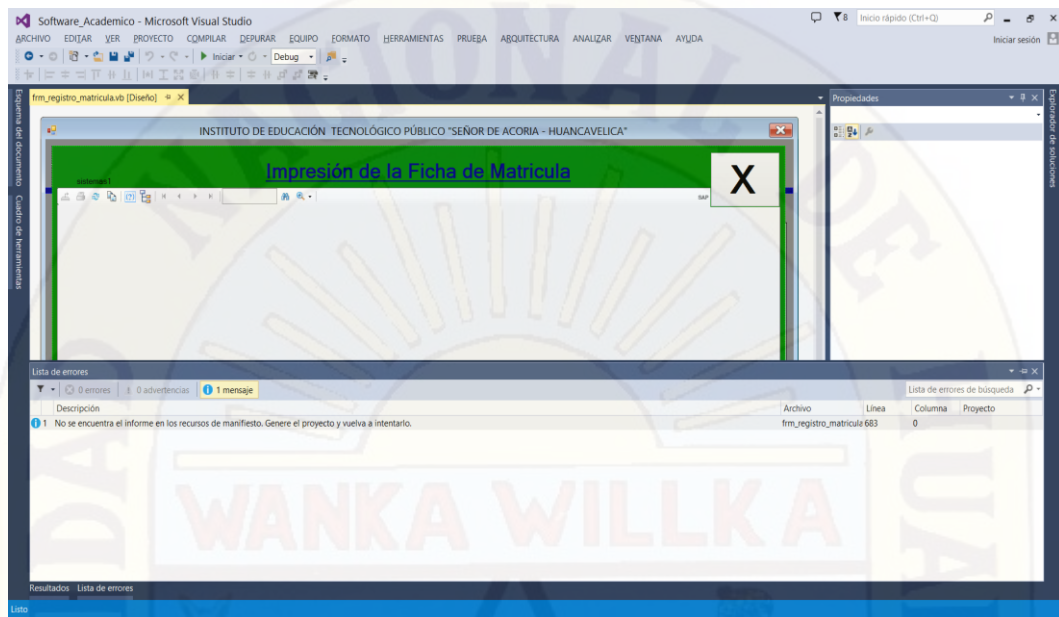 Software_Academico - Microsoft Visual Studio
8
Inicio rápido (Ctrl+Q)
ARCHIVO EDITAR VER PROYECTO COMPILAR DEPURAR EQUIPO FORMATO HERRAMIENTAS PRUEBA ARQUITECTURA ANALIZAR VENTANA AYUDA
Iniciar sesión
Iniciar
Debug
Esquema del documento
Cuadro de herramientas
frm_registro_matricula.vb [Diseño]
Propiedades
Explorador de soluciones
INSTITUTO DE EDUCACIÓN TECNOLÓGICO PÚBLICO "SEÑOR DE ACORIA - HUANCAVELICA"
Impresión de la Ficha de Matricula
X
sistemas1
SAP
Lista de errores
0 errores
0 advertencias
1 mensaje
Lista de errores de búsqueda
Descripción Archivo Línea Columna Proyecto
1 No se encuentra el informe en los recursos de manifiesto. Genere el proyecto y vuelva a intentarlo. frm_registro_matricula 683 0
Resultados Lista de errores
Listo
NACIONAL DE
WANKA WILLKA